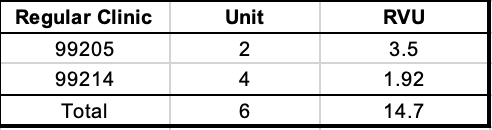 Regular Clinic Unit RVU
99205 2 3.5
99214 4 1.92
Total 6 14.7